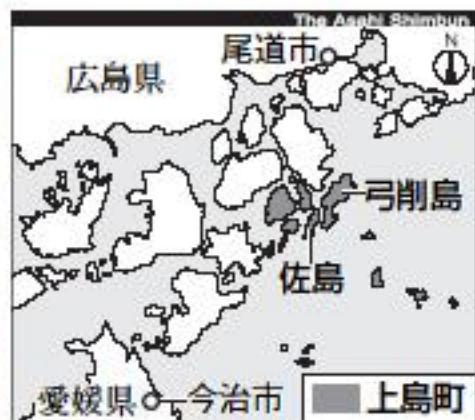 The Asahi Shimbun
尾道市
N
広島県
弓削島
佐島
愛媛県
今治市
上島町